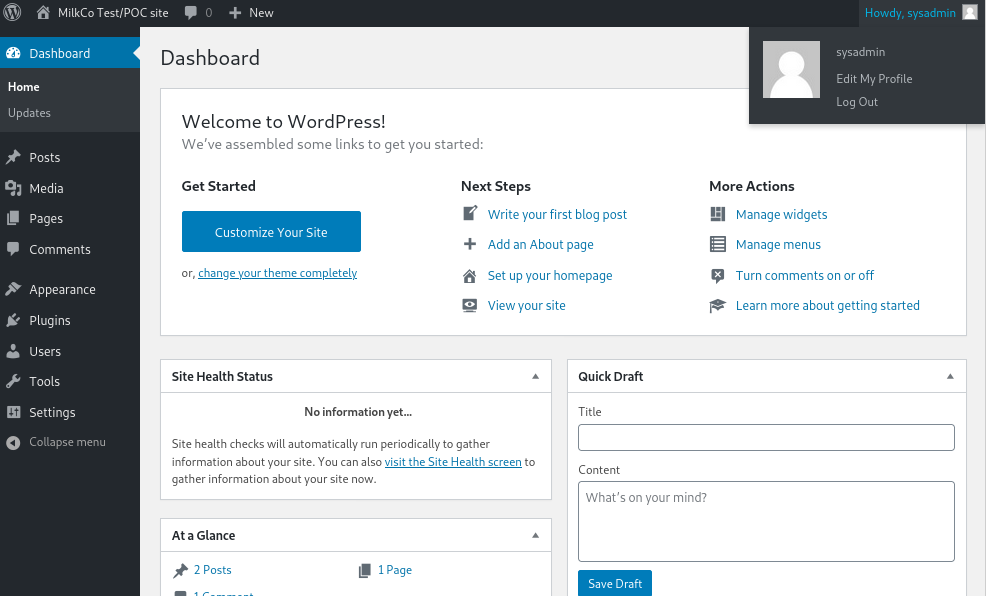 MilkCo Test/POC site 0 New Howdy, sysadmin
sysadmin
Edit My Profile
Log Out
Dashboard
Home
Updates
Posts
Media
Pages
Comments
Appearance
Plugins
Users
Tools
Settings
Collapse menu
Dashboard
Welcome to WordPress!
We've assembled some links to get you started:
Get Started
Customize Your Site
or, change your theme completely
Next Steps
Write your first blog post
Add an About page
Set up your homepage
View your site
More Actions
Manage widgets
Manage menus
Turn comments on or off
Learn more about getting started
Site Health Status
No information yet...
Site health checks will automatically run periodically to gather
information about your site. You can also visit the Site Health screen to
gather information about your site now.
At a Glance
2 Posts
1 Page
1 Comment
Quick Draft
Title
Content
What's on your mind?
Save Draft